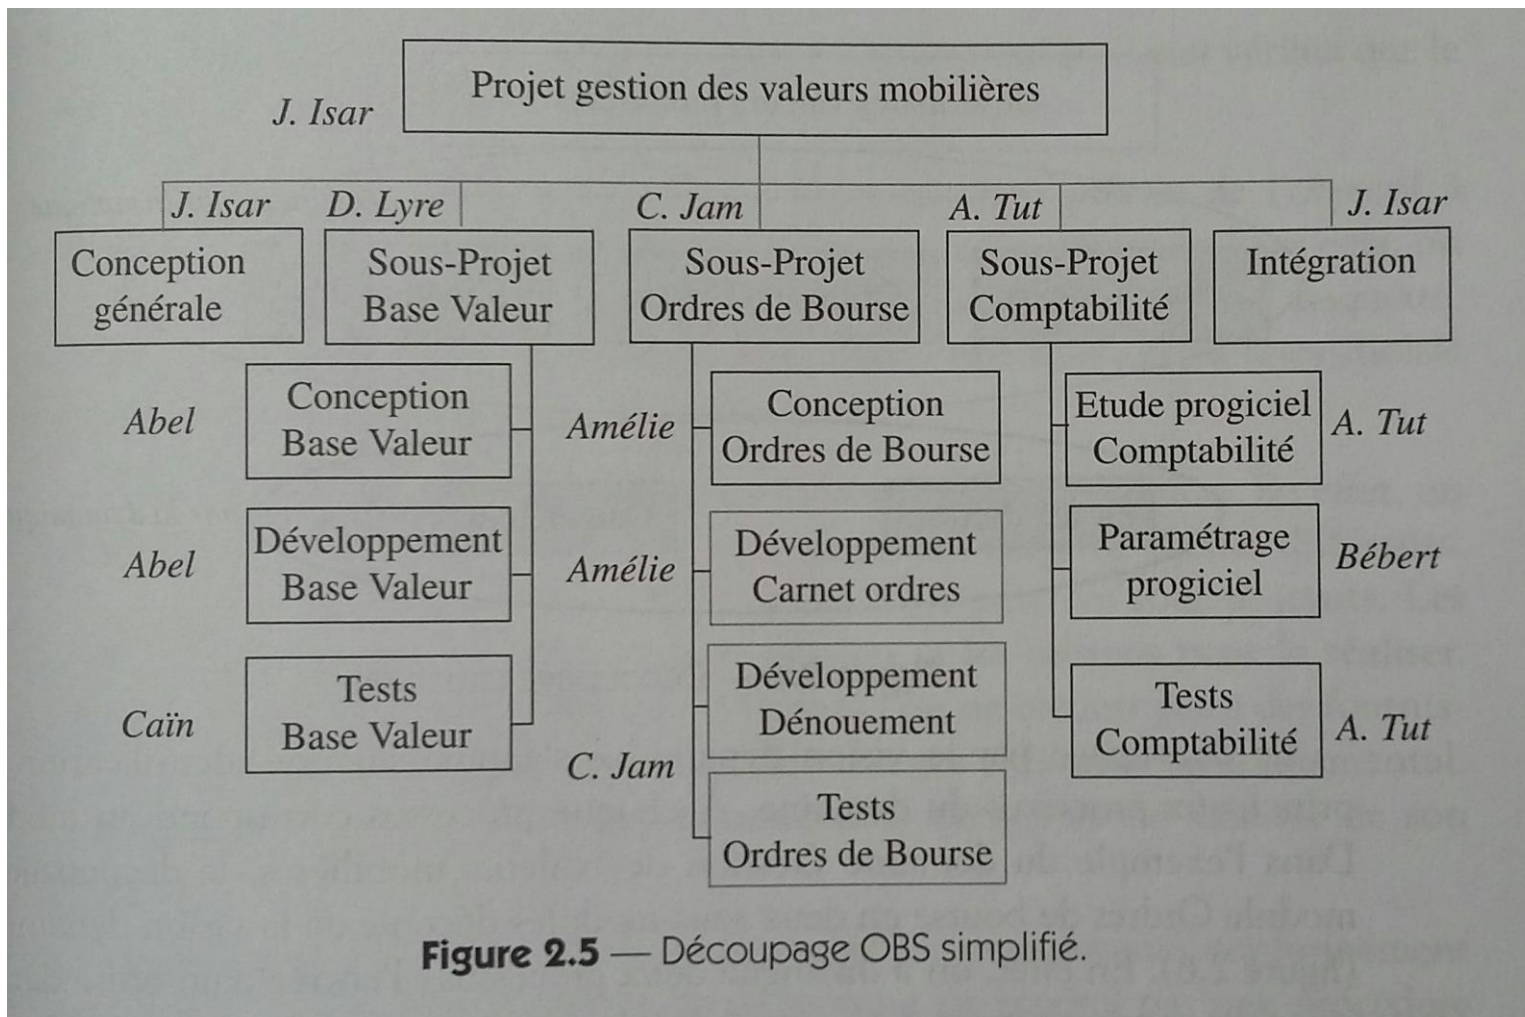 Projet gestion des valeurs mobilières
J. Isar
J. Isar
D. Lyre
C. Jam
A. Tut
J. Isar
Conception
générale
Sous-Projet
Base Valeur
Sous-Projet
Ordres de Bourse
Sous-Projet
Comptabilité
Intégration
Abel
Conception
Base Valeur
Amélie
Conception
Ordres de Bourse
Etude progiciel
Comptabilité
A. Tut
Abel
Développement
Base Valeur
Amélie
Développement
Carnet ordres
Paramétrage
progiciel
Bébert
Caïn
Tests
Base Valeur
C. Jam
Développement
Dénouement
Tests
Ordres de Bourse
Tests
Comptabilité
A. Tut
Figure 2.5 — Découpage OBS simplifié.